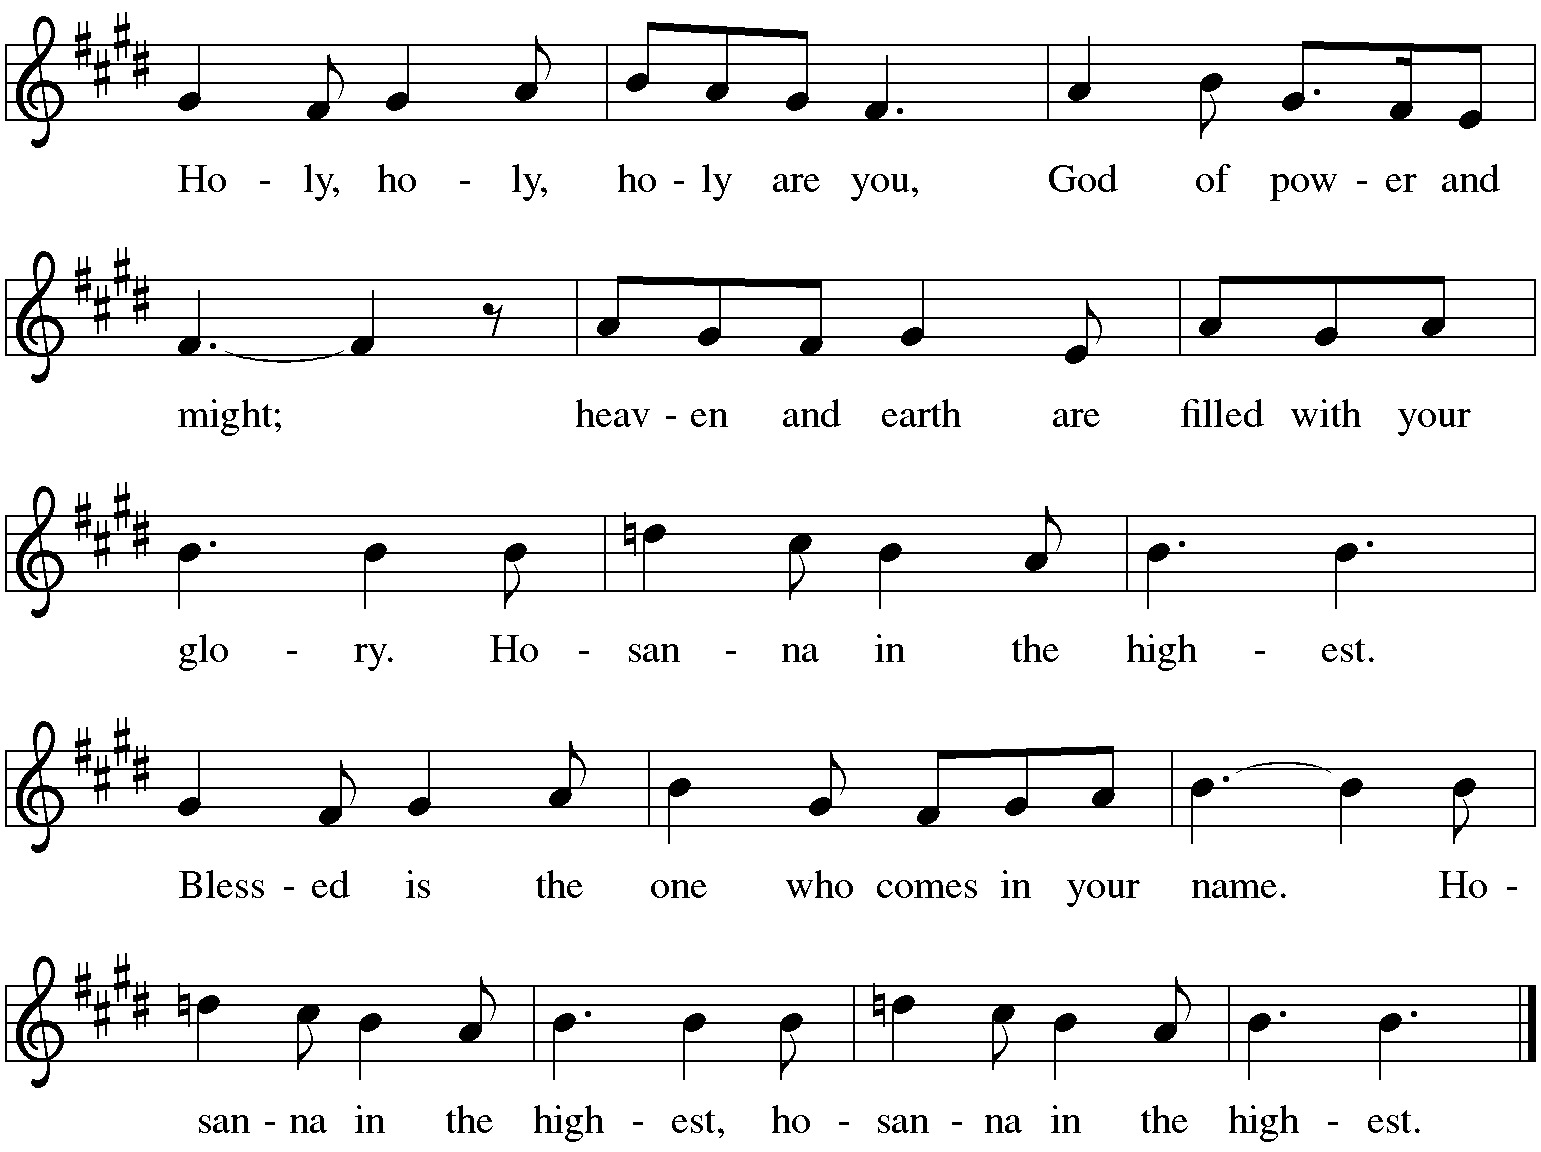 Ho - ly, ho - ly, ho - ly are you, God of pow - er and
might; heav - en and earth are filled with your
glo - ry. Ho - san - na in the high - est.
Bless - ed is the one who comes in your name. Ho -
san - na in the high - est, ho - san - na in the high - est.